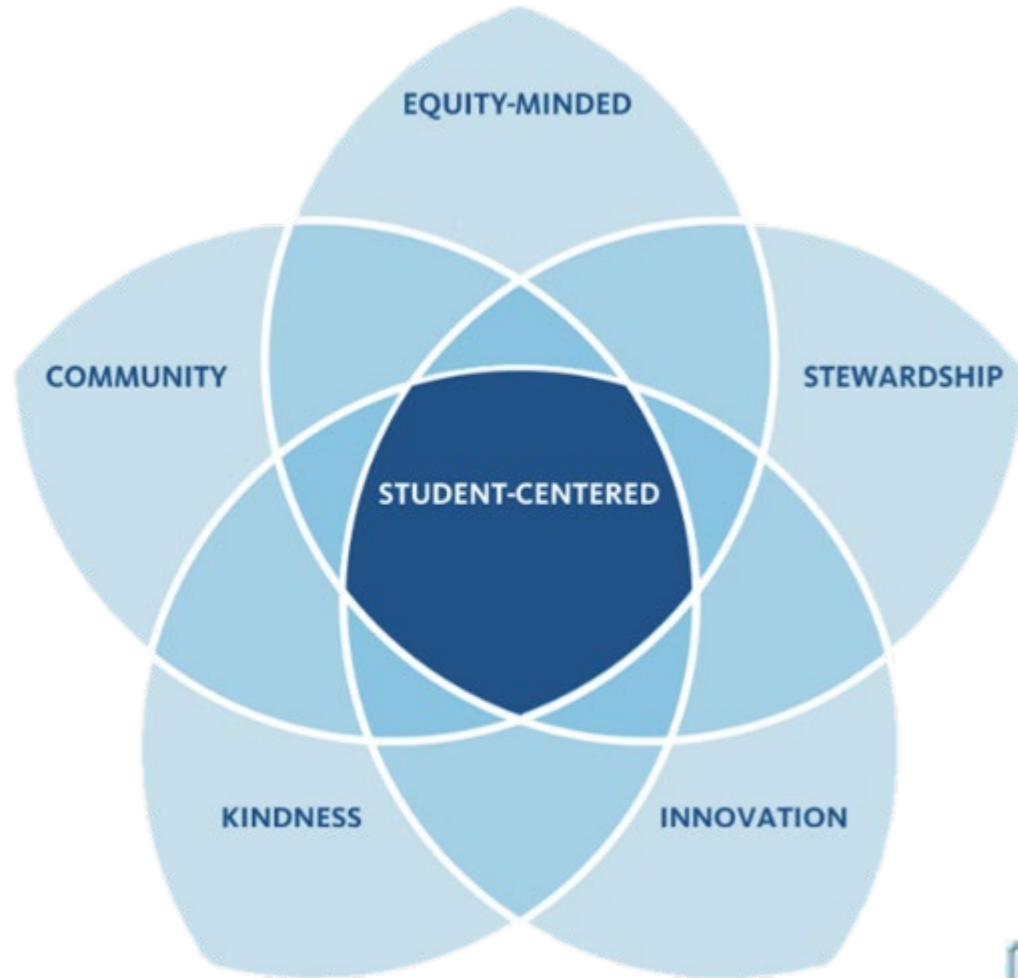 EQUITY-MINDED
COMMUNITY
STEWARDSHIP
STUDENT-CENTERED
KINDNESS
INNOVATION